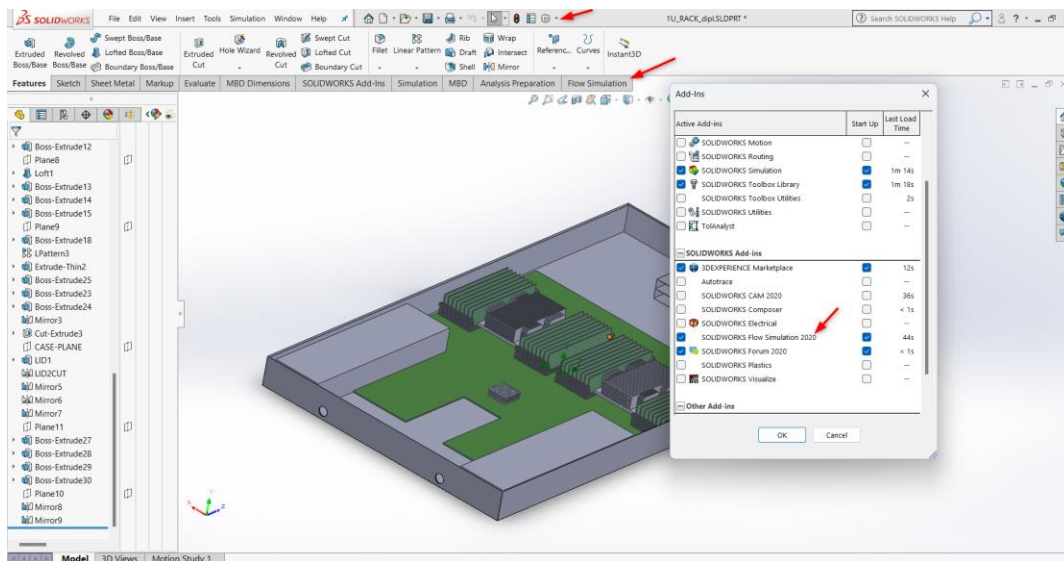 SOLIDWORKS File Edit View Insert Tools Simulation Window Help 1U_RACK_dipl.SLDPRT * Search SOLIDWORKS Help
Extruded Boss/Base
Revolved Boss/Base
Swept Boss/Base
Lofted Boss/Base
Boundary Boss/Base
Extruded Cut
Hole Wizard
Revolved Cut
Swept Cut
Lofted Cut
Boundary Cut
Fillet
Linear Pattern
Rib
Draft
Shell
Wrap
Intersect
Mirror
Referenc...
Curves
Instant3D
Features Sketch Sheet Metal Markup Evaluate MBD Dimensions SOLIDWORKS Add-Ins Simulation MBD Analysis Preparation Flow Simulation
Boss-Extrude12
Plane8
Loft1
Boss-Extrude13
Boss-Extrude14
Boss-Extrude15
Plane9
Boss-Extrude18
LPattern3
Extrude-Thin2
Boss-Extrude25
Boss-Extrude23
Boss-Extrude24
Mirror3
Cut-Extrude3
CASE-PLANE
LID1
LID2CUT
Mirror5
Mirror6
Mirror7
Plane11
Boss-Extrude27
Boss-Extrude28
Boss-Extrude29
Boss-Extrude30
Plane10
Mirror8
Mirror9
Add-Ins
Active Add-ins Start Up Last Load Time
SOLIDWORKS Motion --
SOLIDWORKS Routing --
SOLIDWORKS Simulation 1m 14s
SOLIDWORKS Toolbox Library 1m 18s
SOLIDWORKS Toolbox Utilities 2s
SOLIDWORKS Utilities --
TolAnalyst --
SOLIDWORKS Add-ins
3DEXPERIENCE Marketplace 12s
Autotrace --
SOLIDWORKS CAM 2020 36s
SOLIDWORKS Composer < 1s
SOLIDWORKS Electrical --
SOLIDWORKS Flow Simulation 2020 44s
SOLIDWORKS Forum 2020 < 1s
SOLIDWORKS Plastics --
SOLIDWORKS Visualize --
Other Add-ins
OK Cancel
Model 3D Views Motion Study 1